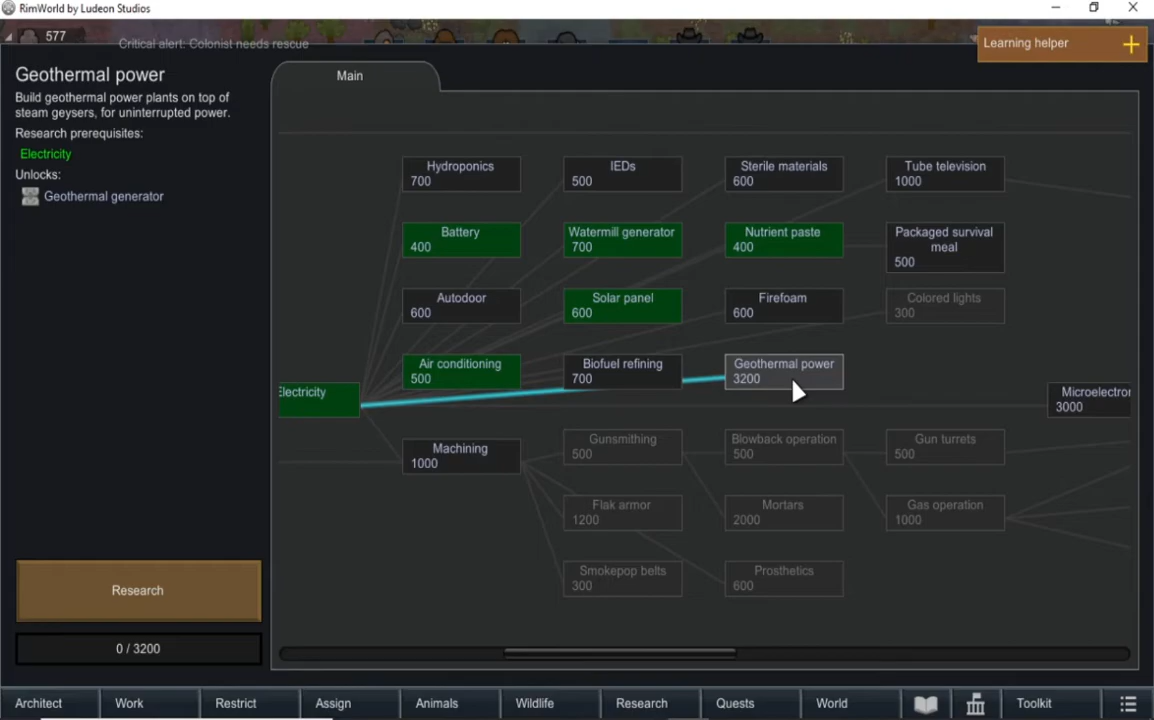 RimWorld by Ludeon Studios
577
Critical alert: Colonist needs rescue
Learning helper
Geothermal power
Build geothermal power plants on top of
steam geysers, for uninterrupted power.
Research prerequisites:
Electricity
Unlocks:
Geothermal generator
Research
0 / 3200
Main
Hydroponics
700
IEDs
500
Sterile materials
600
Tube television
1000
Battery
400
Watermill generator
700
Nutrient paste
400
Packaged survival
meal
500
Autodoor
600
Solar panel
600
Firefoam
600
Colored lights
300
Air conditioning
500
Biofuel refining
700
Geothermal power
3200
Electricity
Microelectror
3000
Machining
1000
Gunsmithing
500
Blowback operation
500
Gun turrets
500
Flak armor
1200
Mortars
2000
Gas operation
1000
Smokepop belts
300
Prosthetics
600
Architect
Work
Restrict
Assign
Animals
Wildlife
Research
Quests
World
Toolkit